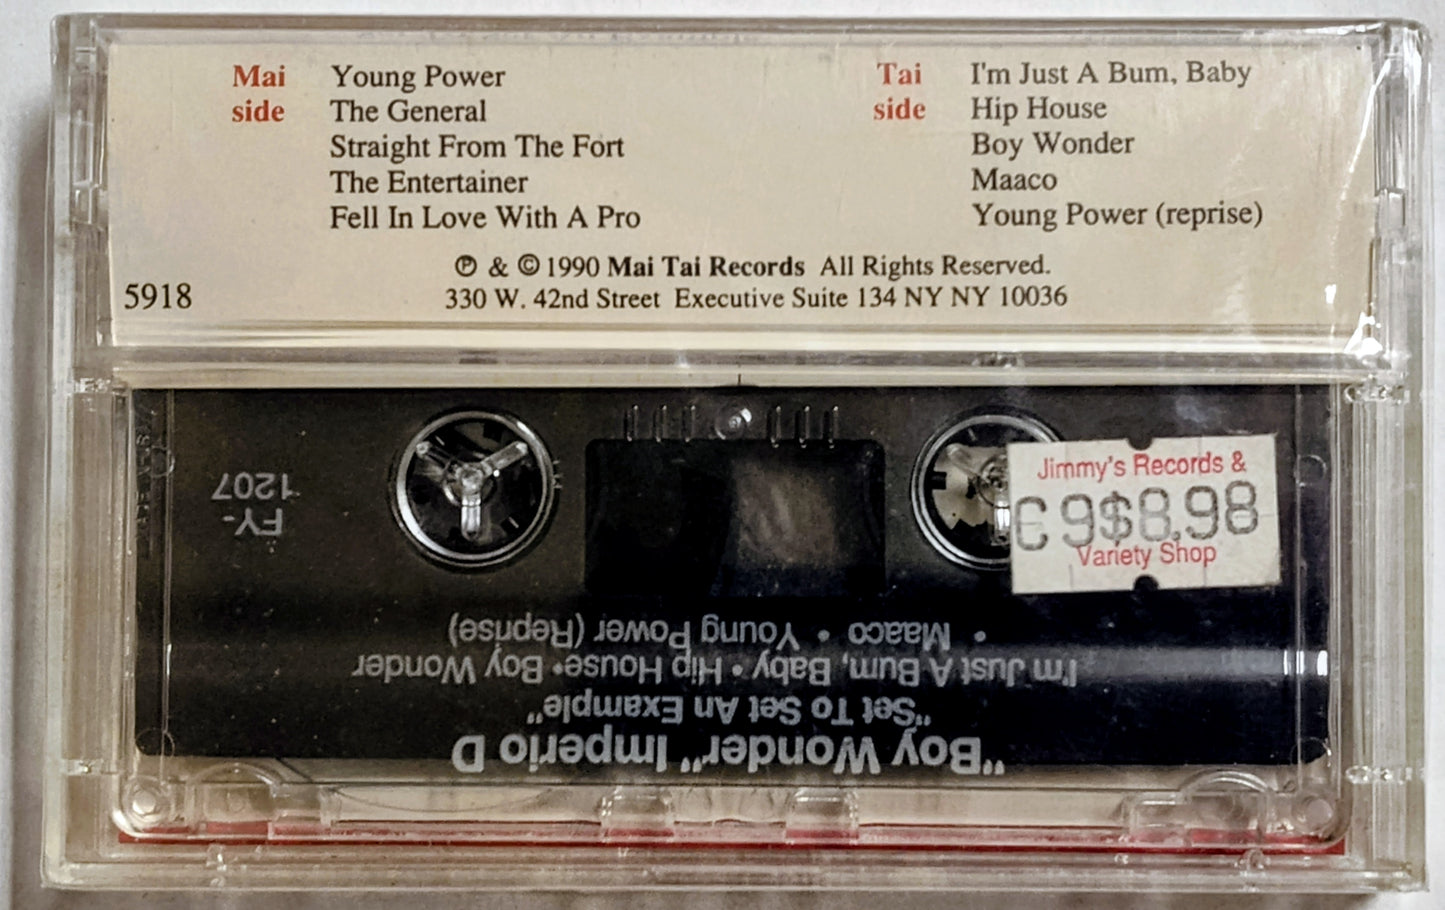 Mai side
Young Power
The General
Straight From The Fort
The Entertainer
Fell In Love With A Pro
Tai side
I'm Just A Bum, Baby
Hip House
Boy Wonder
Maaco
Young Power (reprise)
℗ & © 1990 Mai Tai Records All Rights Reserved.
330 W. 42nd Street Executive Suite 134 NY NY 10036
5918
Jimmy's Records &
C9$8.98
Variety Shop
"Boy Wonder" Imperio D
"Set To Set An Example"
I'm Just A Bum, Baby • Hip House • Boy Wonder
• Maaco • Young Power (Reprise)
FY-
1207